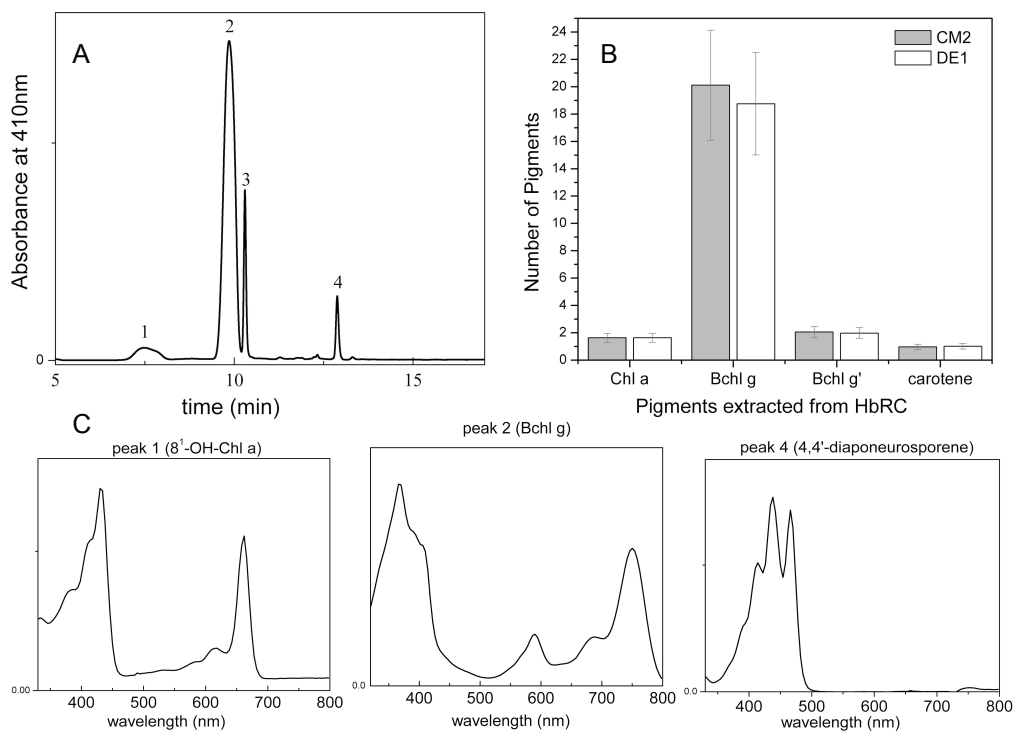 A
Absorbance at 410nm
0
1
2
3
4
5
10
15
time (min)
B
CM2
DE1
Number of Pigments
24
22
20
18
16
14
12
10
8
6
4
2
0
Chl a
Bchl g
Bchl g'
carotene
Pigments extracted from HbRC
C
peak 1 (8¹-OH-Chl a)
0.00
400
500
600
700
800
wavelength (nm)
peak 2 (Bchl g)
0.0
400
500
600
700
800
wavelength (nm)
peak 4 (4,4'-diaponeurosporene)
0.0
400
500
600
700
800
wavelength (nm)